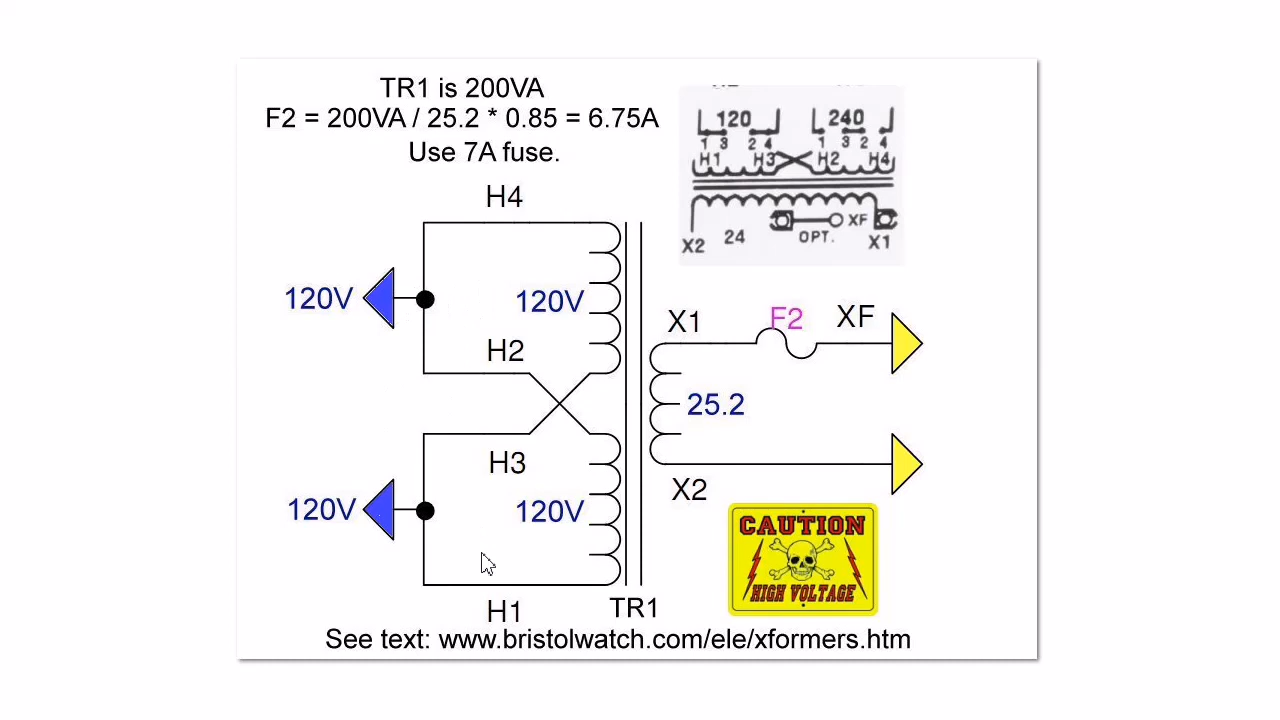 TR1 is 200VA
F2 = 200VA / 25.2 * 0.85 = 6.75A
Use 7A fuse.
120 240
1 3 2 4 1 3 2 4
H1 H3 H2 H4
X2 24 OPT. XF X1
H4
120V 120V
H2
X1 F2 XF
25.2
H3
X2
120V 120V
CAUTION
HIGH VOLTAGE
H1 TR1
See text: www.bristolwatch.com/ele/xformers.htm